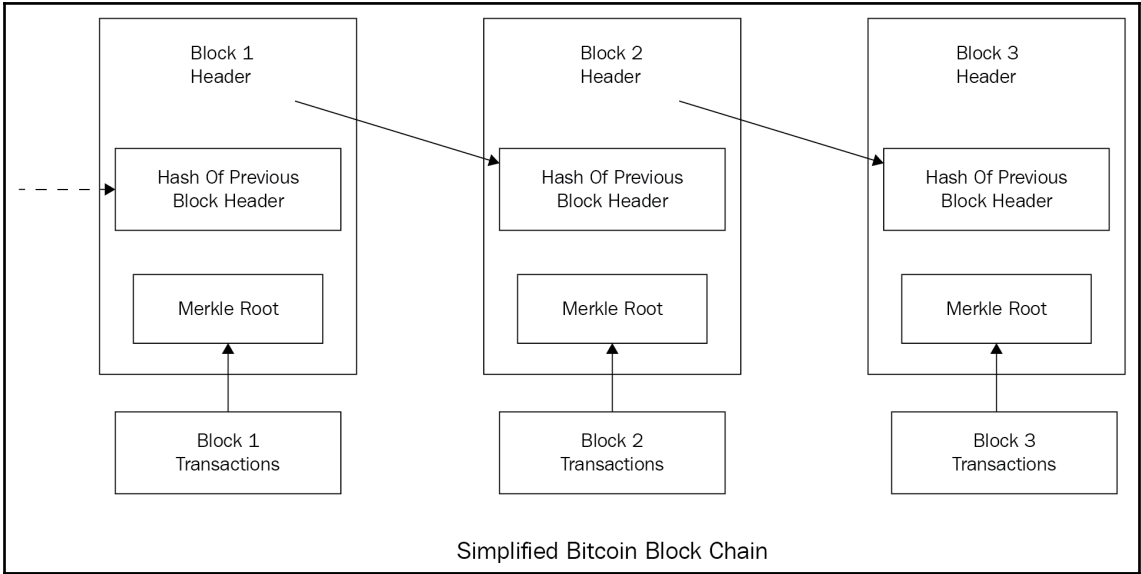 Block 1
Header
Hash Of Previous
Block Header
Merkle Root
Block 1
Transactions
Block 2
Header
Hash Of Previous
Block Header
Merkle Root
Block 2
Transactions
Block 3
Header
Hash Of Previous
Block Header
Merkle Root
Block 3
Transactions
Simplified Bitcoin Block Chain